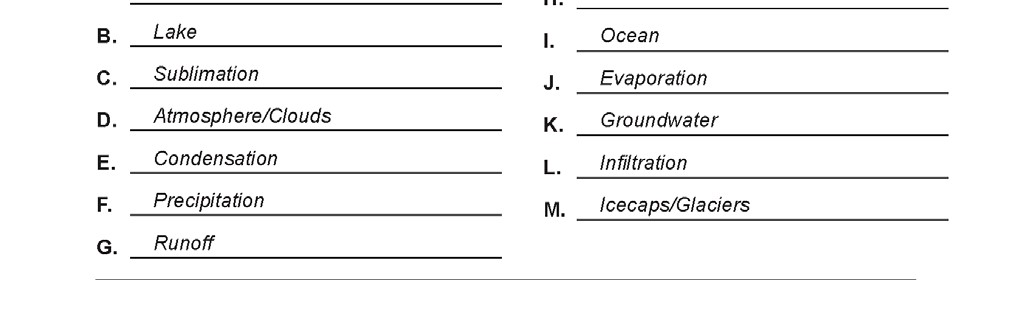 B. Lake
C. Sublimation
D. Atmosphere/Clouds
E. Condensation
F. Precipitation
G. Runoff
H.
I. Ocean
J. Evaporation
K. Groundwater
L. Infiltration
M. Icecaps/Glaciers